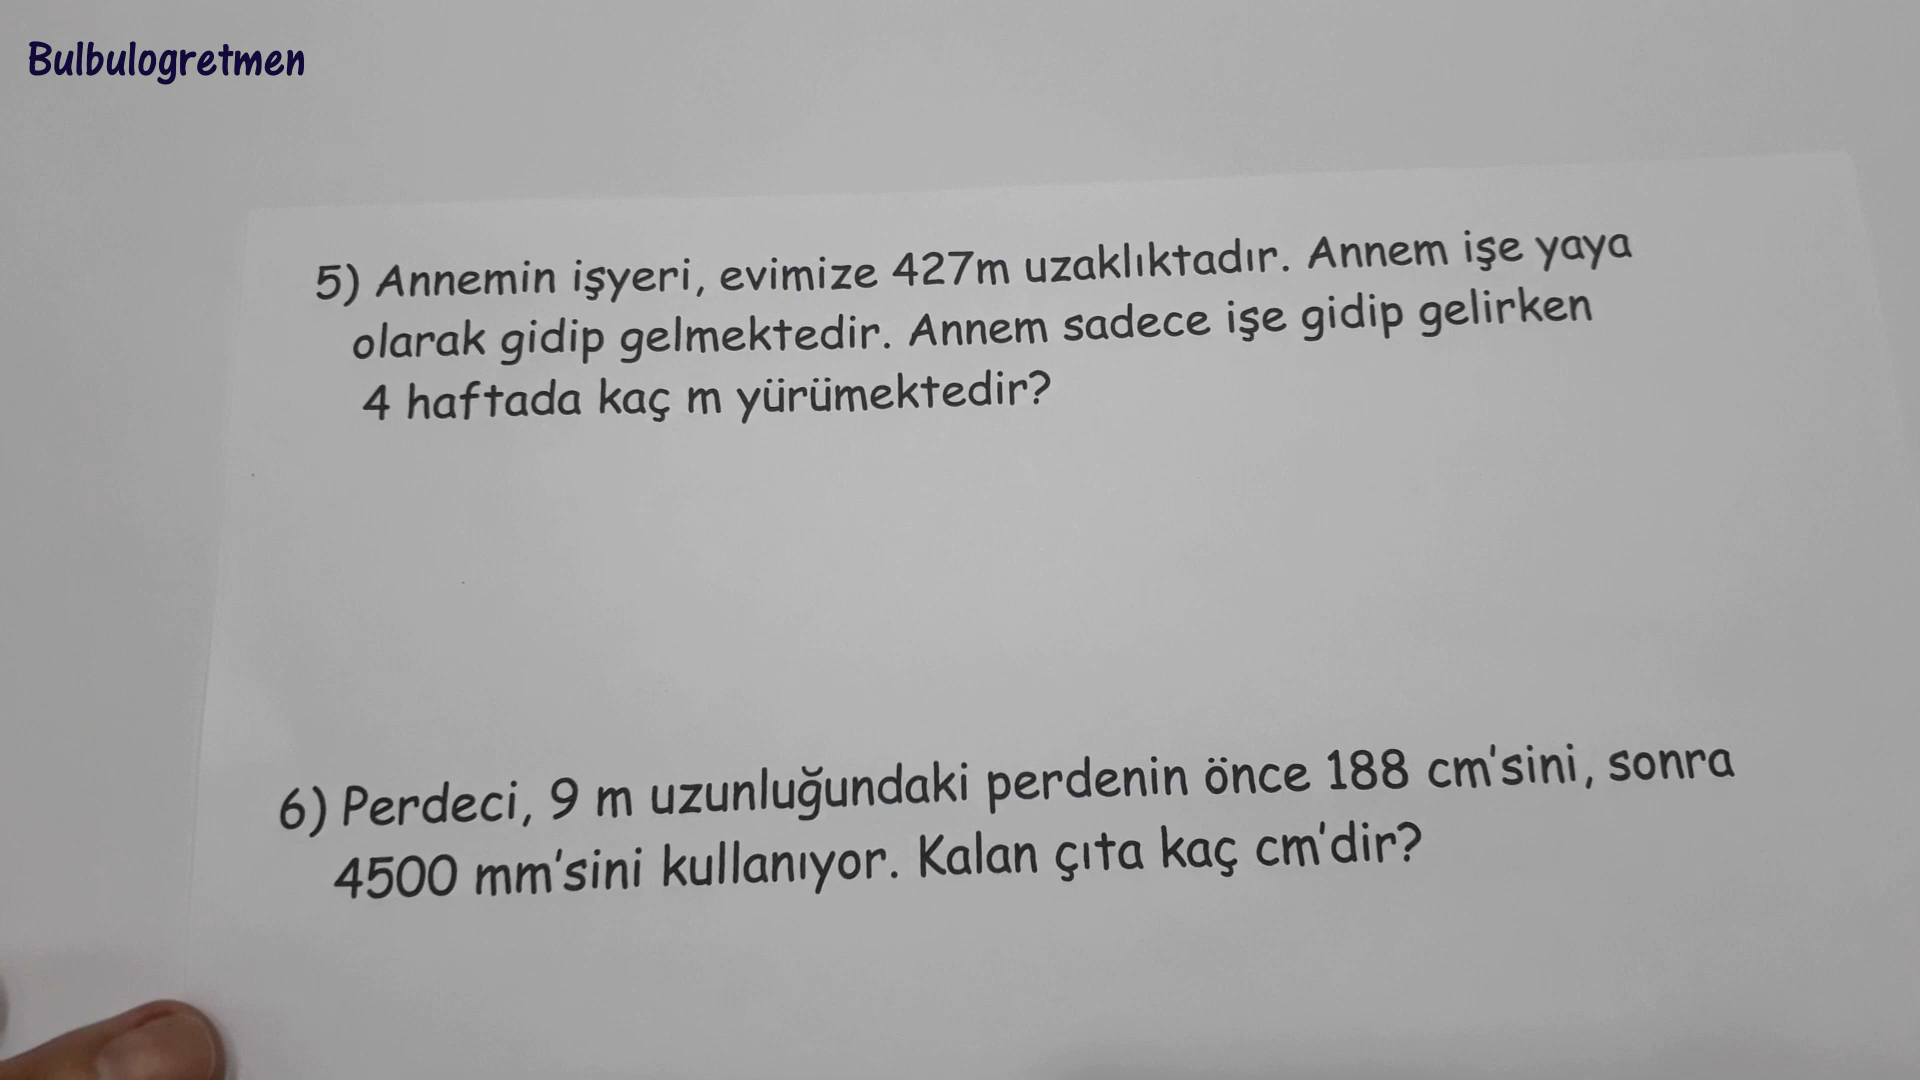 Bulbulogretmen
5) Annemin işyeri, evimize 427m uzaklıktadır. Annem işe yaya
olarak gidip gelmektedir. Annem sadece işe gidip gelirken
4 haftada kaç m yürümektedir?
6) Perdeci, 9 m uzunluğundaki perdenin önce 188 cm'sini, sonra
4500 mm'sini kullanıyor. Kalan çıta kaç cm'dir?